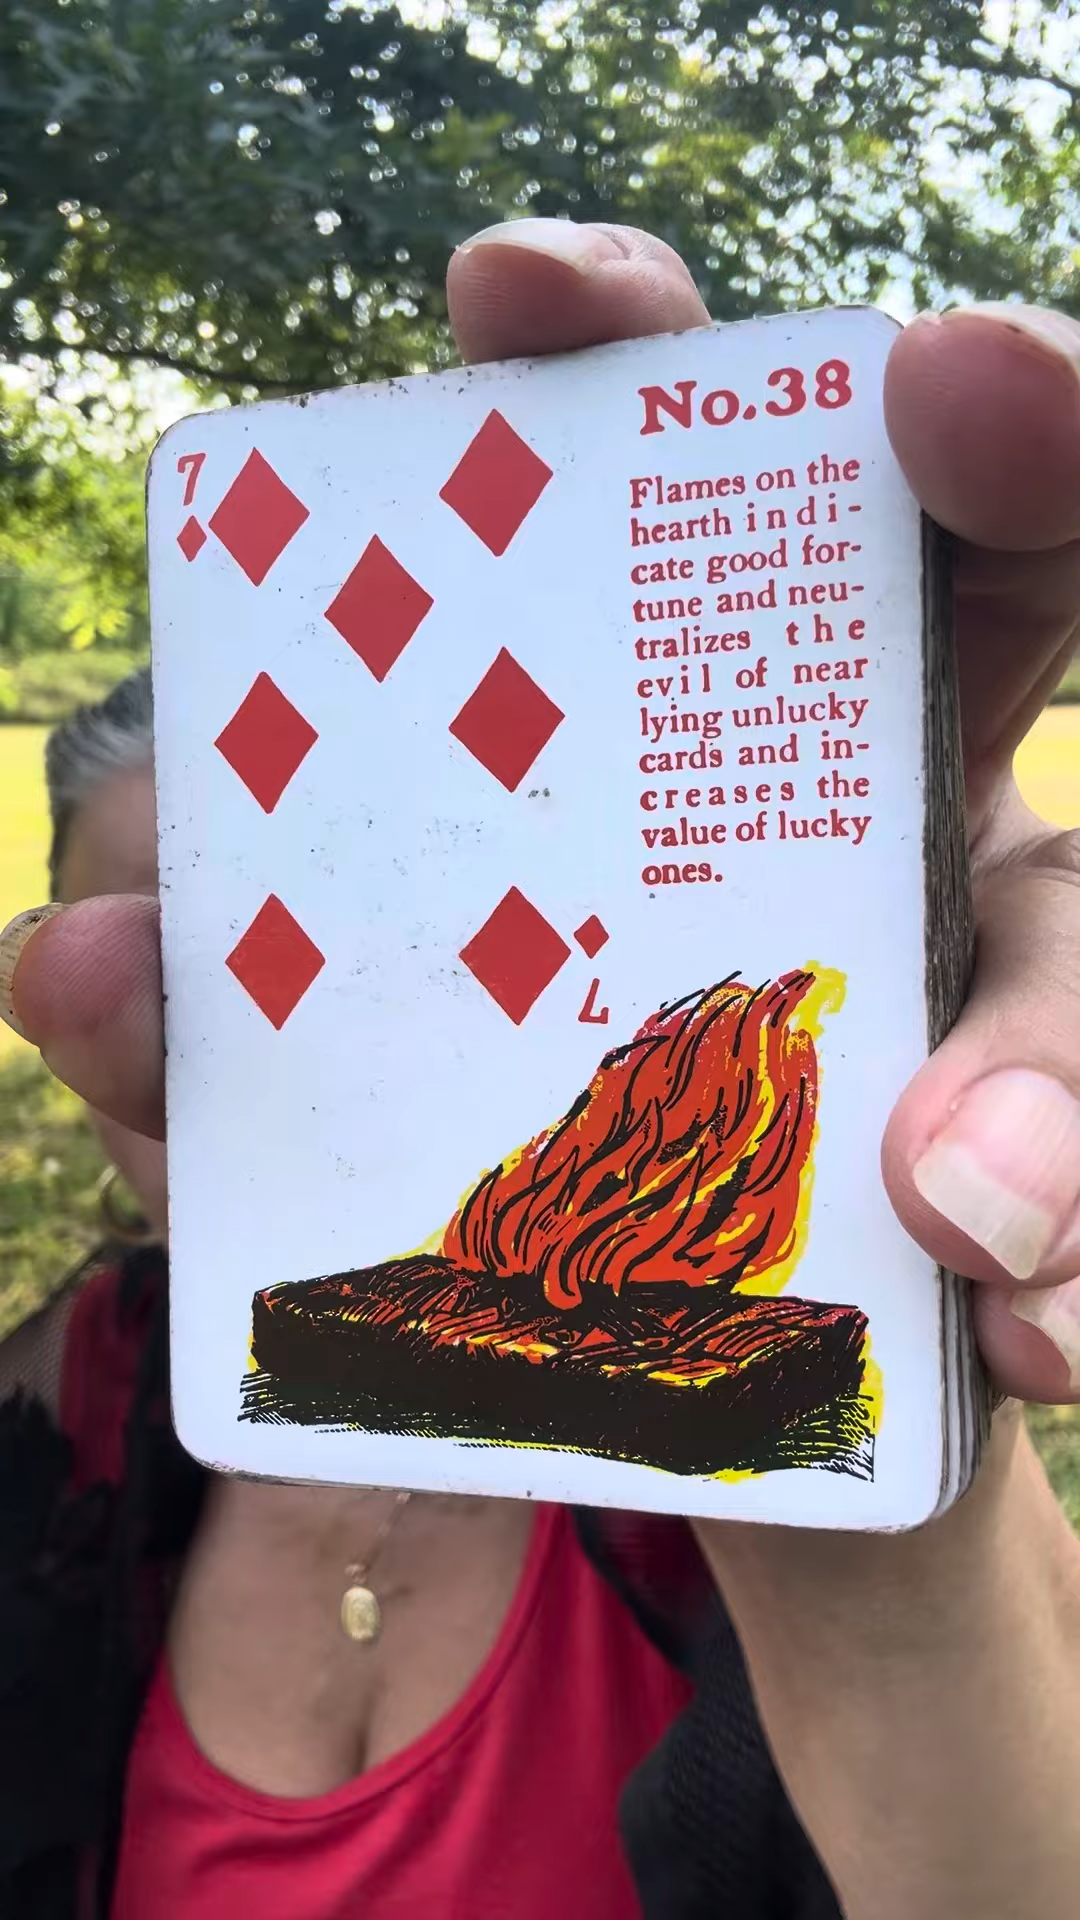 No.38
7
Flames on the
hearth indi-
cate good for-
tune and neu-
tralizes the
evil of near
lying unlucky
cards and in-
creases the
value of lucky
ones.
7